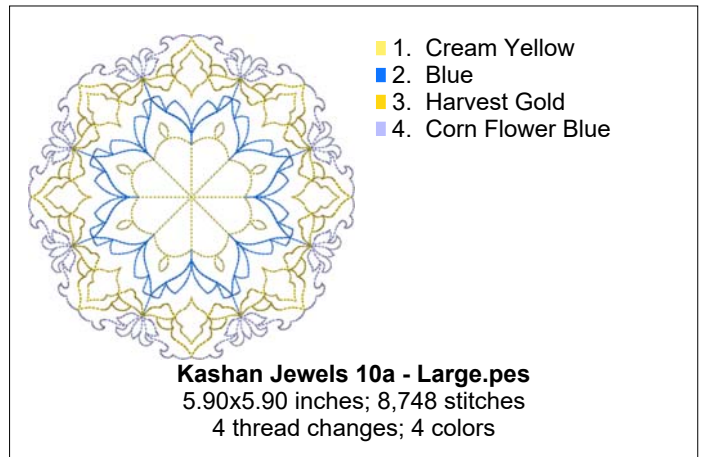 1. Cream Yellow
2. Blue
3. Harvest Gold
4. Corn Flower Blue
Kashan Jewels 10a - Large.pes
5.90x5.90 inches; 8,748 stitches
4 thread changes; 4 colors